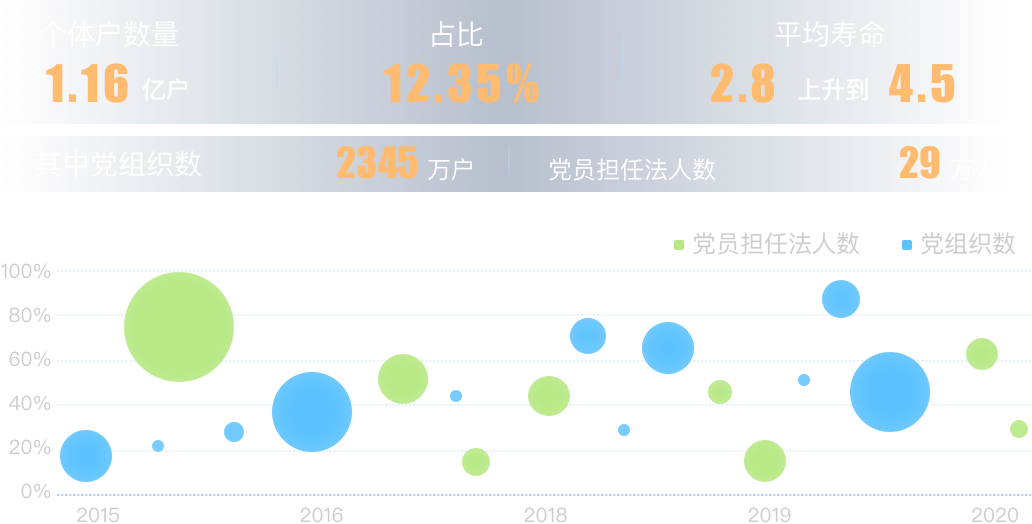 个体户数量 占比 平均寿命
1.16 亿户 12.35% 2.8 上升到 4.5
其中党组织数 2345 万户 党员担任法人数 29 万人
党员担任法人数 党组织数
100%
80%
60%
40%
20%
0%
2015 2016 2018 2019 2020